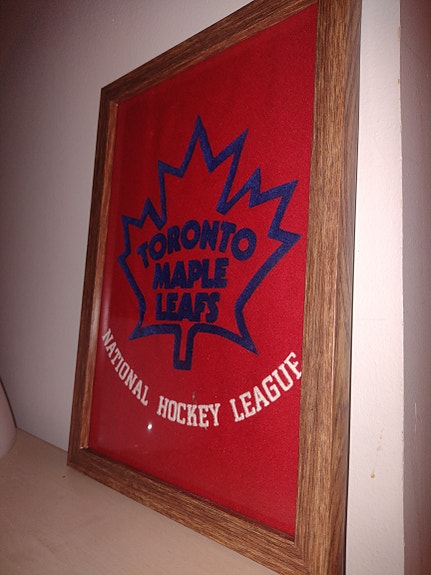 TORONTO
MAPLE
LEAFS
NATIONAL HOCKEY LEAGUE